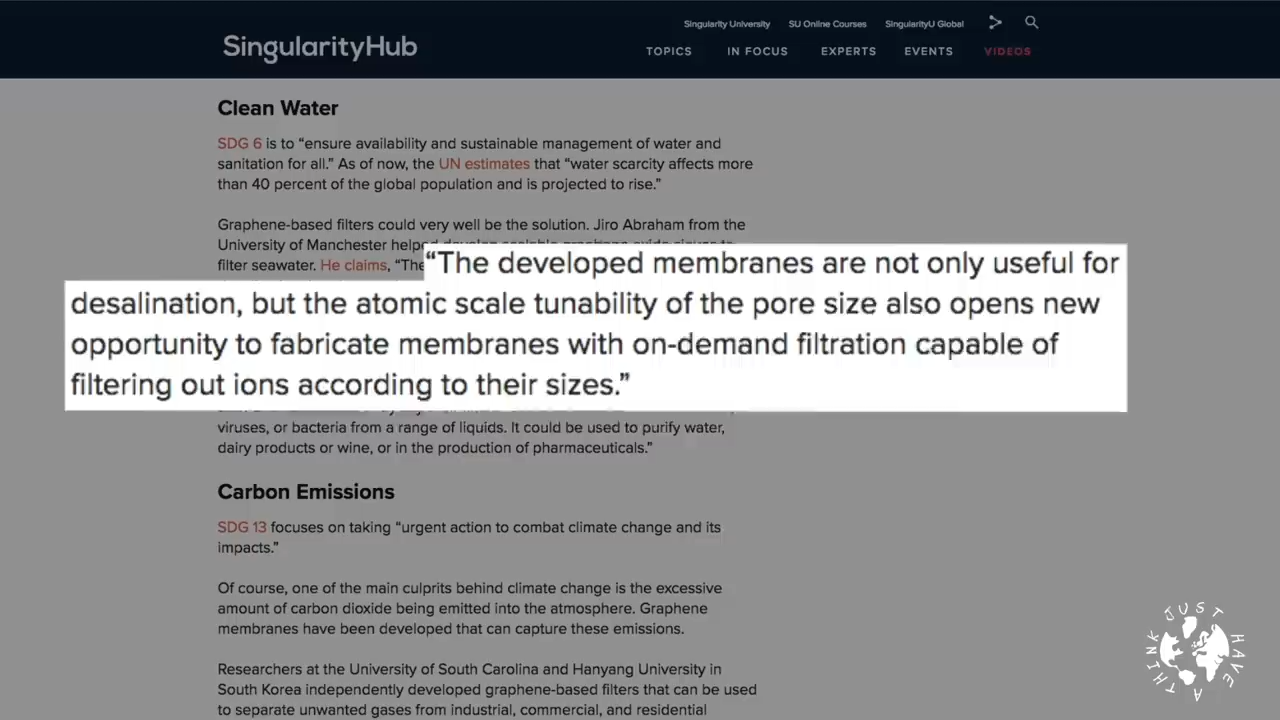 Singularity University SU Online Courses SingularityU Global
SingularityHub
TOPICS IN FOCUS EXPERTS EVENTS VIDEOS
Clean Water
SDG 6 is to “ensure availability and sustainable management of water and
sanitation for all.” As of now, the UN estimates that “water scarcity affects more
than 40 percent of the global population and is projected to rise.”
Graphene-based filters could very well be the solution. Jiro Abraham from the
University of Manchester helped develop scalable graphene oxide sieves to
filter seawater. He claims, “The
“The developed membranes are not only useful for
desalination, but the atomic scale tunability of the pore size also opens new
opportunity to fabricate membranes with on-demand filtration capable of
filtering out ions according to their sizes.”
viruses, or bacteria from a range of liquids. It could be used to purify water,
dairy products or wine, or in the production of pharmaceuticals.”
Carbon Emissions
SDG 13 focuses on taking “urgent action to combat climate change and its
impacts.”
Of course, one of the main culprits behind climate change is the excessive
amount of carbon dioxide being emitted into the atmosphere. Graphene
membranes have been developed that can capture these emissions.
Researchers at the University of South Carolina and Hanyang University in
South Korea independently developed graphene-based filters that can be used
to separate unwanted gases from industrial, commercial, and residential
JUST HAVE A THINK